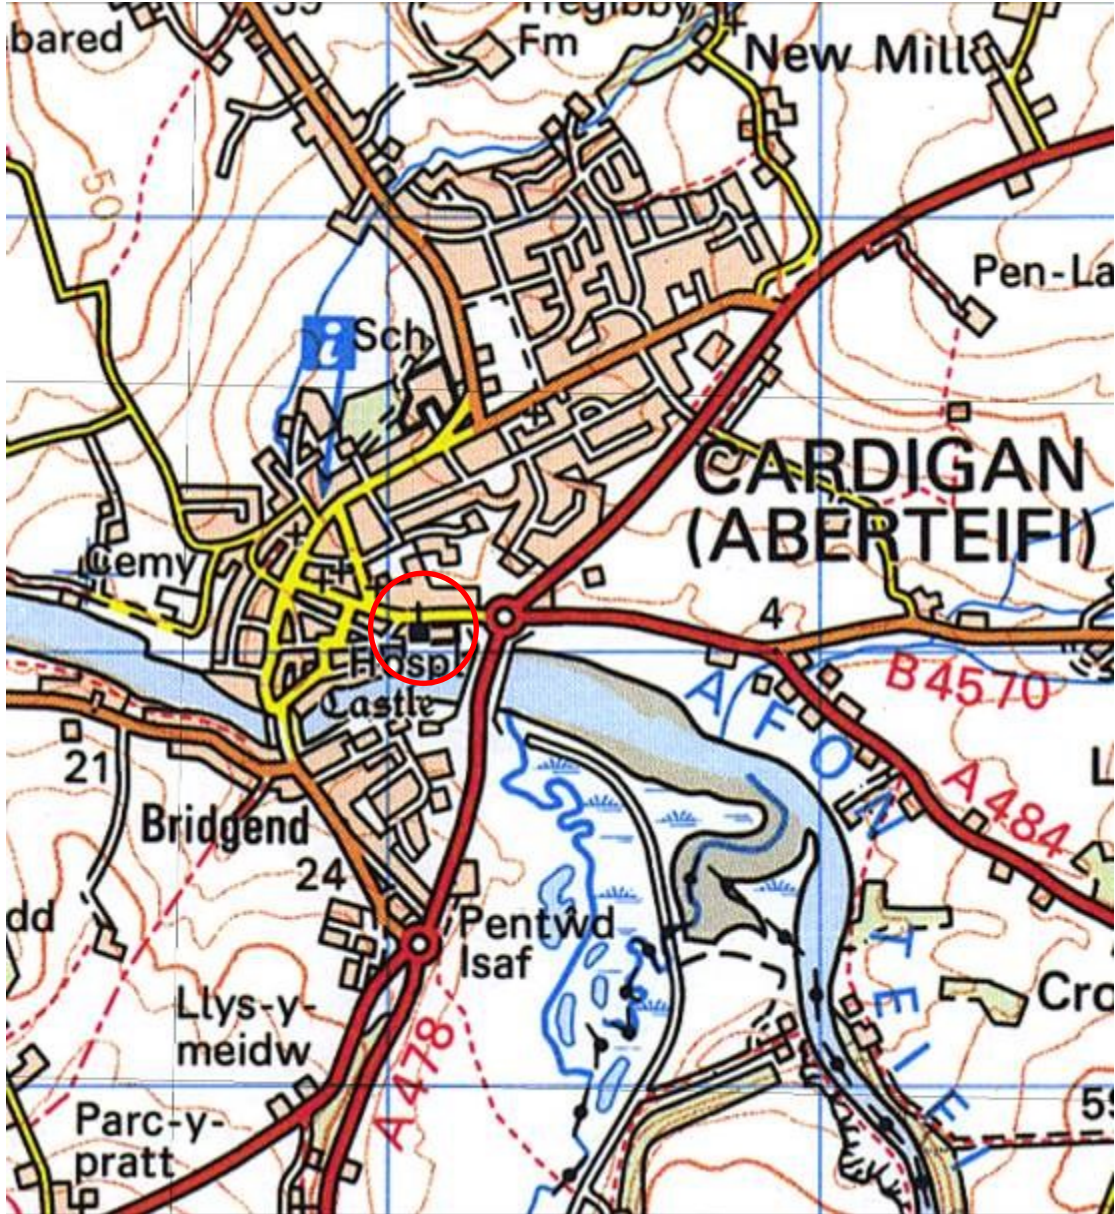 bared
Fm
New Mill
50
Pen-La
i
Sch
CARDIGAN
(ABERTEIFI)
Cemy
4
Hosp
Castle
B4570
AFON TEIFI
21
A484
L
Bridgend
24
dd
Pentwd
Isaf
Cro
Llys-y-
meidw
A478
Parc-y-
pratt